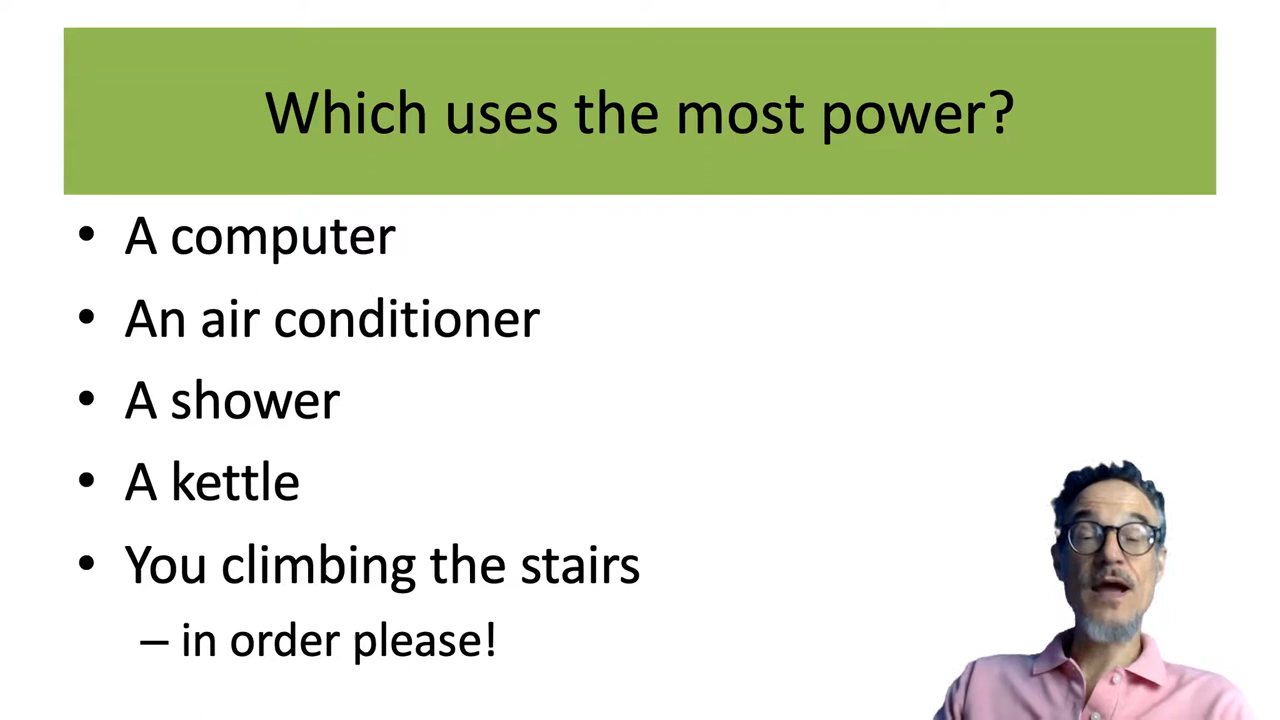 Which uses the most power?
• A computer
• An air conditioner
• A shower
• A kettle
• You climbing the stairs
– in order please!